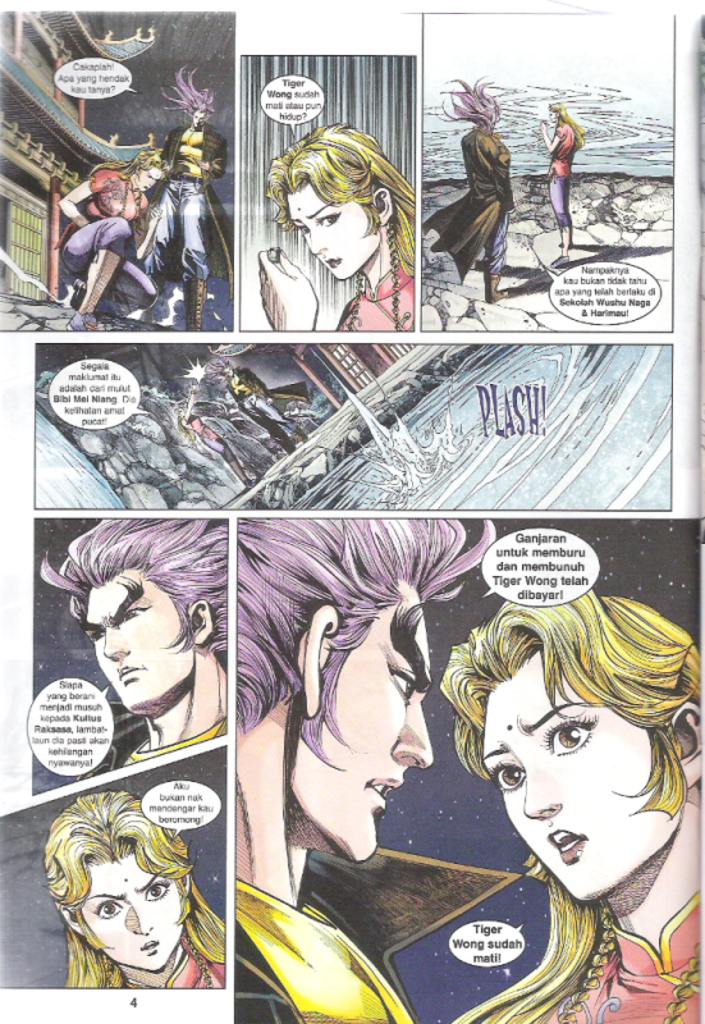 Cakaplah!
Apa yang hendak
kau tanya?
Tiger
Wong sudah
mati atau pun
hidup?
Nampaknya
kau bukan tidak tahu
apa yang telah berlaku di
Sekolah Wushu Naga
& Harimau!
Segala
maklumat itu
adalah dari mulut
Bibi Mei Niang. Dia
kelihatan amat
pucat!
PLASH!
Siapa
yang berani
menjadi musuh
kepada Kultus
Raksasa, lambat-
laun dia pasti akan
kehilangan
nyawanya!
Aku
bukan nak
mendengar kau
beromong!
Ganjaran
untuk memburu
dan membunuh
Tiger Wong telah
dibayar!
Tiger
Wong sudah
mati!
4